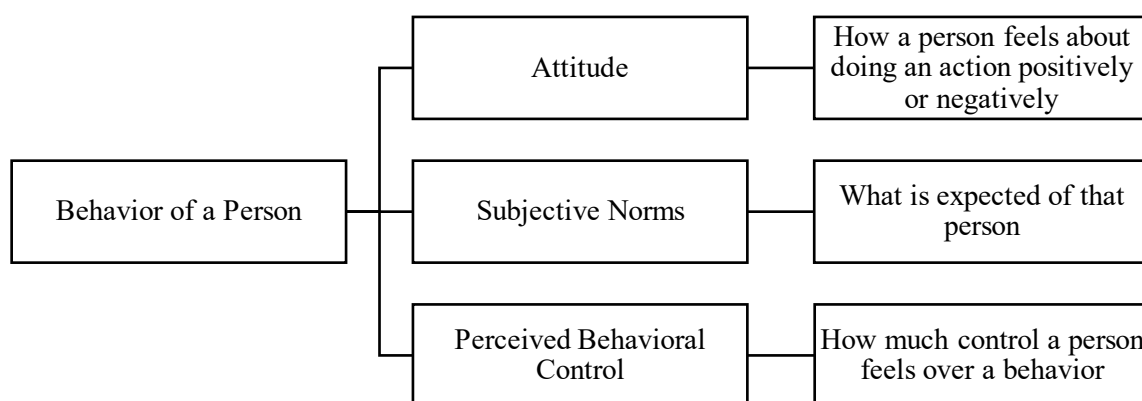 Attitude
How a person feels about
doing an action positively
or negatively
Behavior of a Person
Subjective Norms
What is expected of that
person
Perceived Behavioral
Control
How much control a person
feels over a behavior